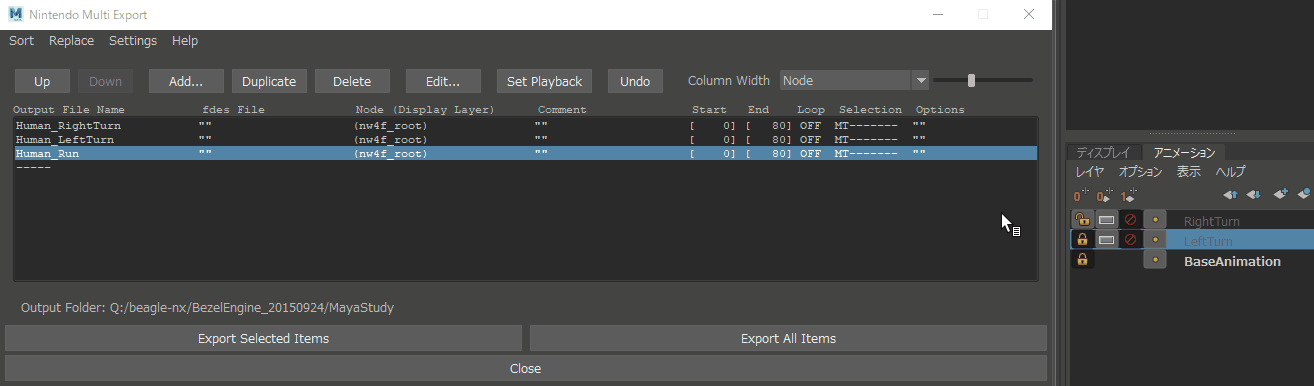 Nintendo Multi Export
Sort Replace Settings Help
Up Down Add... Duplicate Delete Edit... Set Playback Undo Column Width Node
Output File Name fdes File Node (Display Layer) Comment Start End Loop Selection Options
Human_RightTurn "" (nw4f_root) "" [ 0] [ 80] OFF MT------- ""
Human_LeftTurn "" (nw4f_root) "" [ 0] [ 80] OFF MT------- ""
Human_Run "" (nw4f_root) "" [ 0] [ 80] OFF MT------- ""
-----
Output Folder: Q:/beagle-nx/BezelEngine_20150924/MayaStudy
Export Selected Items Export All Items
Close
ディスプレイ アニメーション
レイヤ オプション 表示 ヘルプ
RightTurn
LeftTurn
BaseAnimation